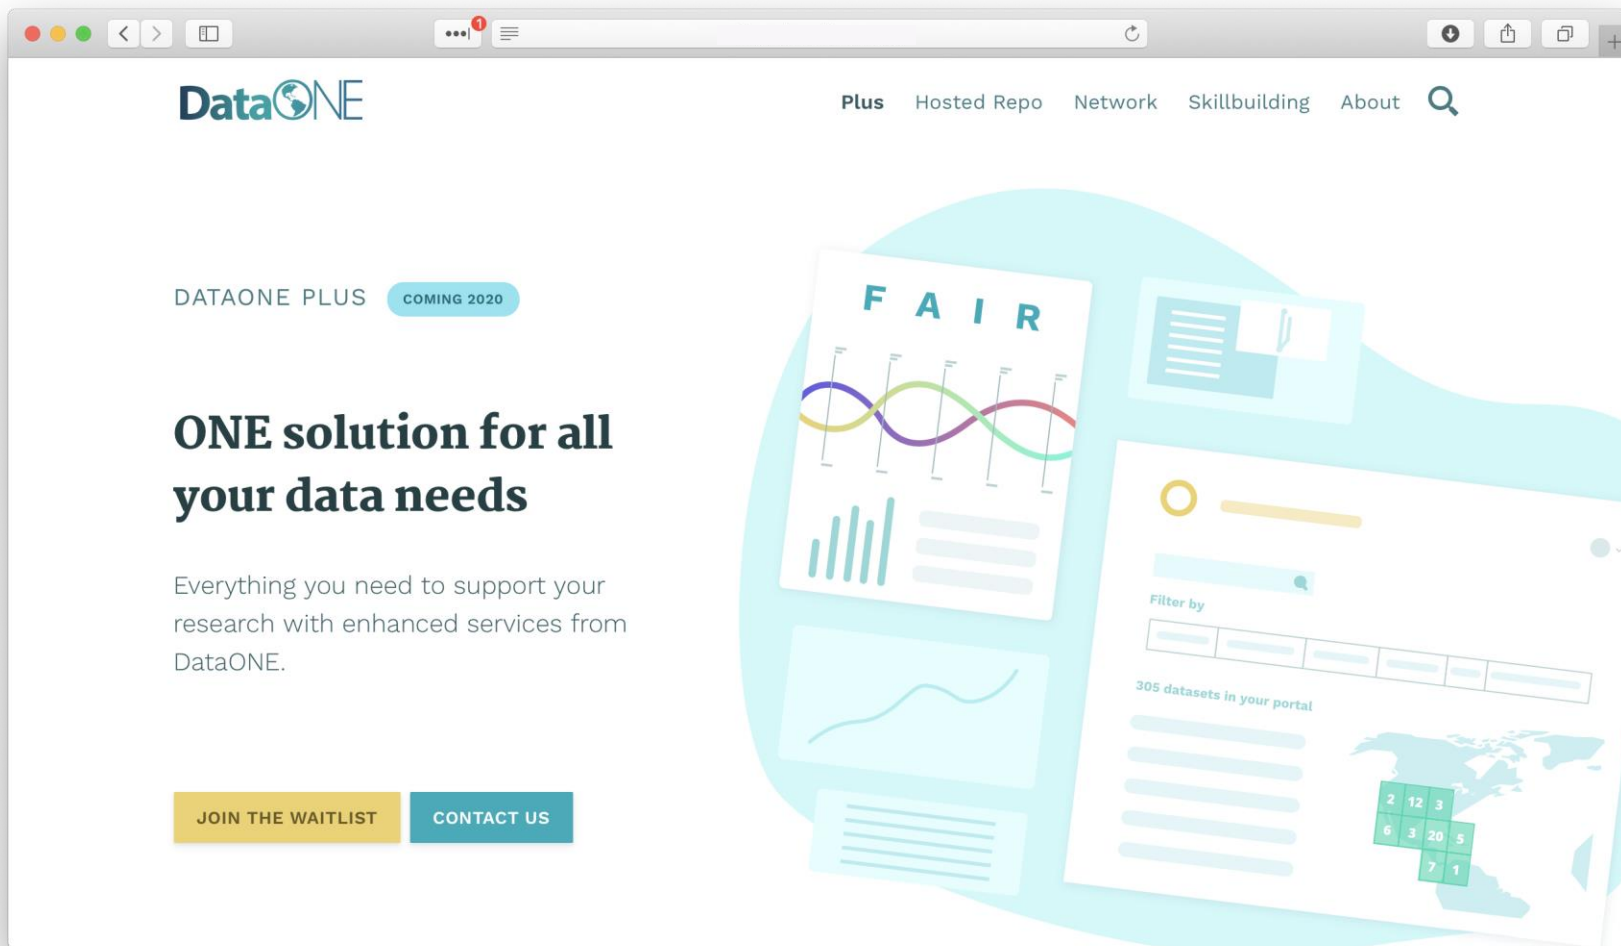 1
DataONE
Plus Hosted Repo Network Skillbuilding About
DATAONE PLUS COMING 2020
ONE solution for all
your data needs
Everything you need to support your
research with enhanced services from
DataONE.
JOIN THE WAITLIST CONTACT US
F A I R
Filter by
305 datasets in your portal
2 12 3
6 3 20 5
7 1